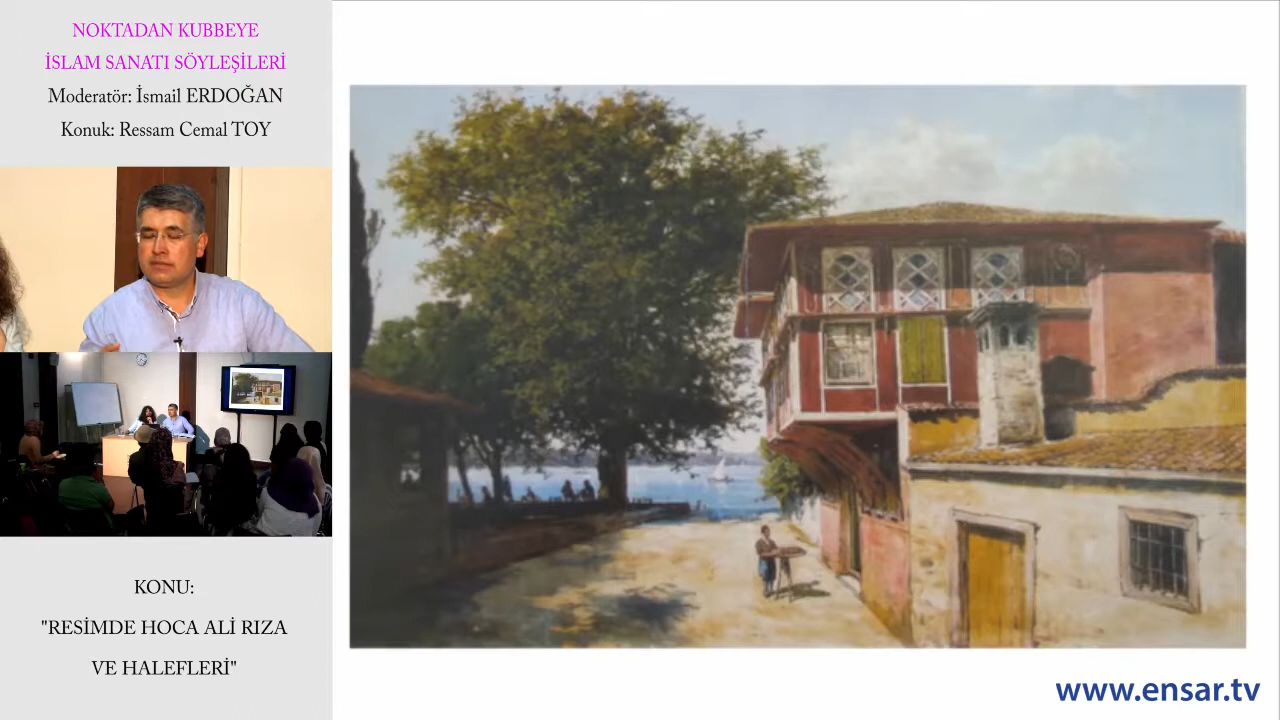 NOKTADAN KUBBEYE
İSLAM SANATI SÖYLEŞİLERİ
Moderatör: İsmail ERDOĞAN
Konuk: Ressam Cemal TOY
KONU:
"RESİMDE HOCA ALİ RIZA
VE HALEFLERİ"
www.ensar.tv